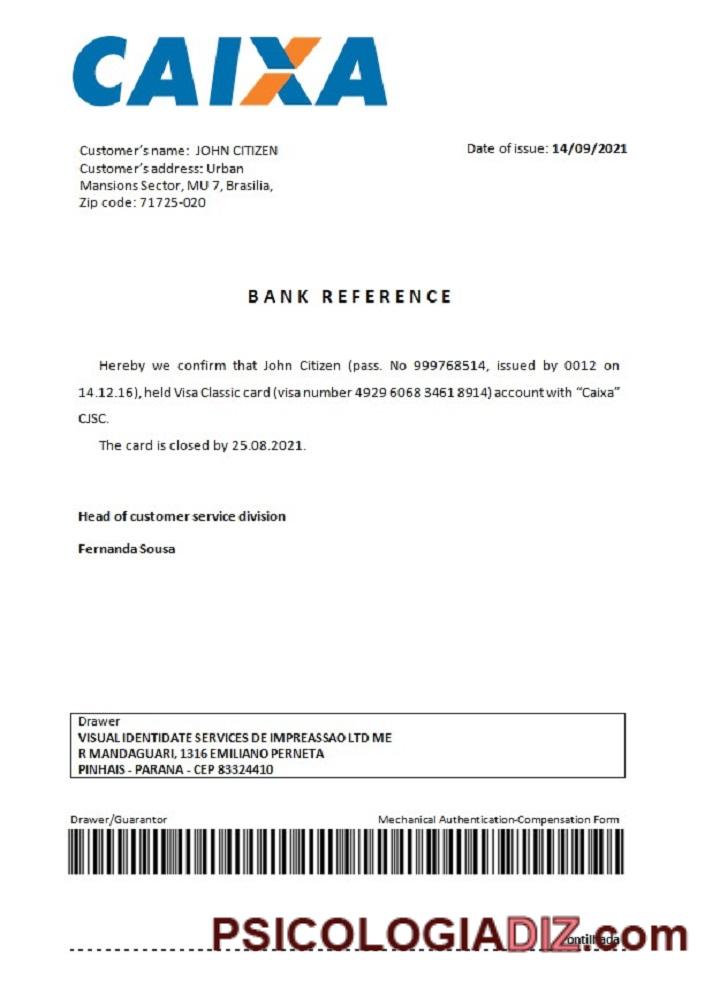 CAIXA
Customer's name: JOHN CITIZEN
Date of issue: 14/09/2021
Customer's address: Urban
Mansions Sector, MU 7, Brasilia,
Zip code: 71725-020
BANK REFERENCE
Hereby we confirm that John Citizen (pass. No 999768514, issued by 0012 on
14.12.16), held Visa Classic card (visa number 4929 6068 3461 8914) account with "Caixa"
CJSC.
The card is closed by 25.08.2021.
Head of customer service division
Fernanda Sousa
Drawer
VISUAL IDENTIDATE SERVICES DE IMPREASSAO LTD ME
R MANDAGUARI, 1316 EMILIANO PERNETA
PINHAIS - PARANA - CEP 83324410
Drawer/Guarantor
Mechanical Authentication-Compensation Form
PSICOLOGIADIZ.com